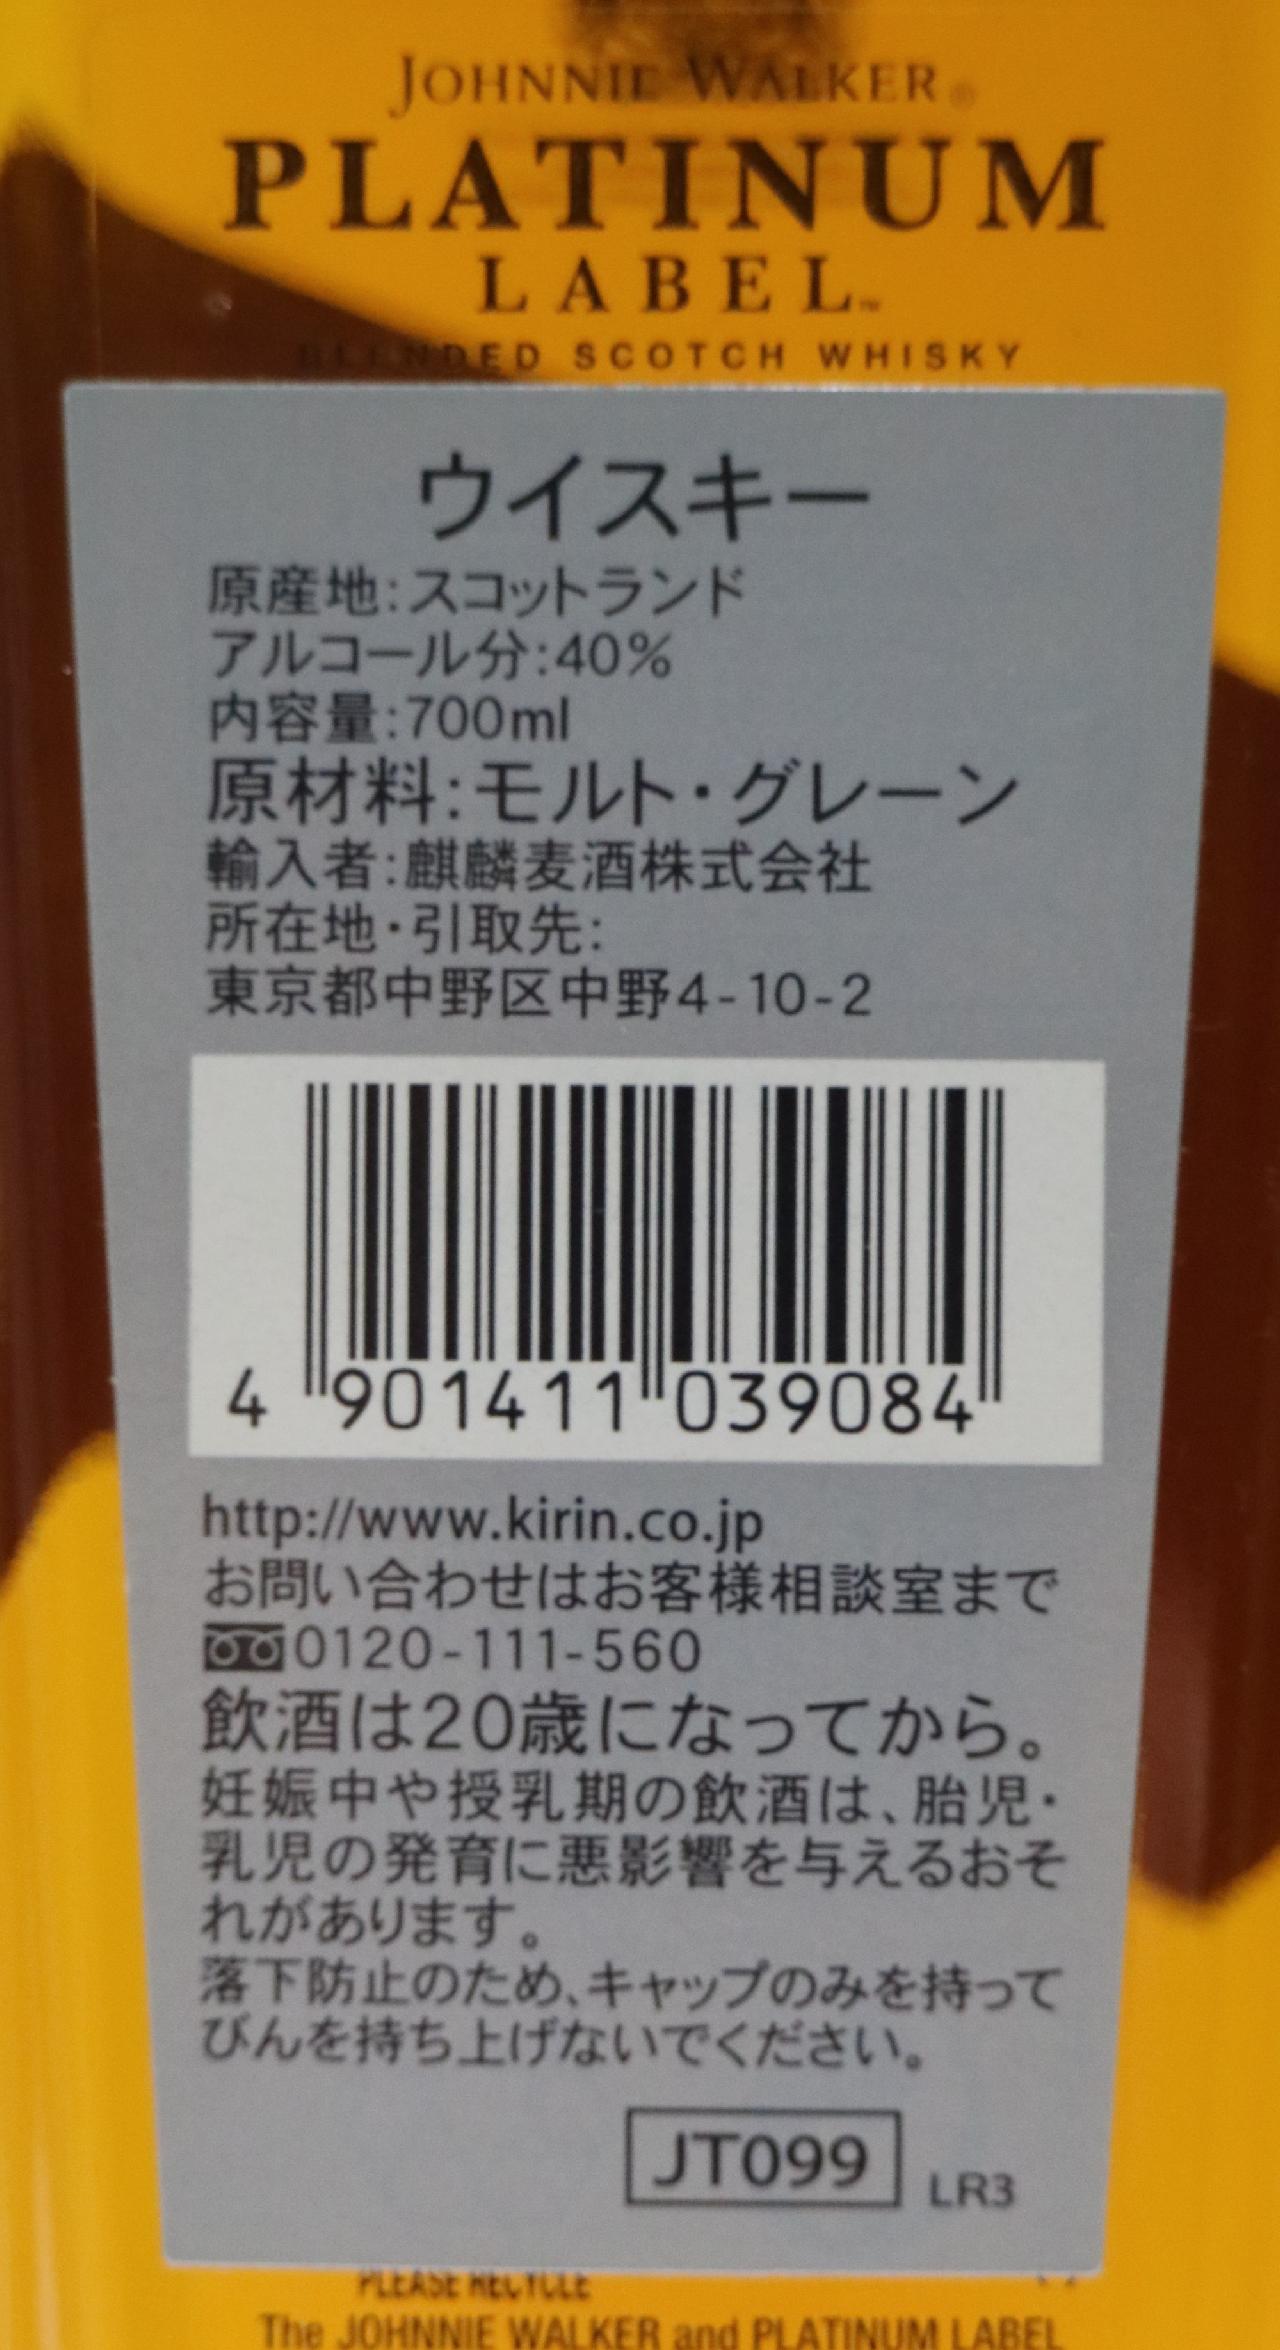 JOHNNIE WALKER®
PLATINUM
LABEL™
BLENDED SCOTCH WHISKY
ウイスキー
原産地:スコットランド
アルコール分:40%
内容量:700ml
原材料:モルト・グレーン
輸入者:麒麟麦酒株式会社
所在地・引取先:
東京都中野区中野4-10-2
4 901411 039084
http://www.kirin.co.jp
お問い合わせはお客様相談室まで
0120-111-560
飲酒は20歳になってから。
妊娠中や授乳期の飲酒は、胎児・
乳児の発育に悪影響を与えるおそ
れがあります。
落下防止のため、キャップのみを持って
びんを持ち上げないでください。
JT099 LR3
PLEASE RECYCLE
The JOHNNIE WALKER and PLATINUM LABEL